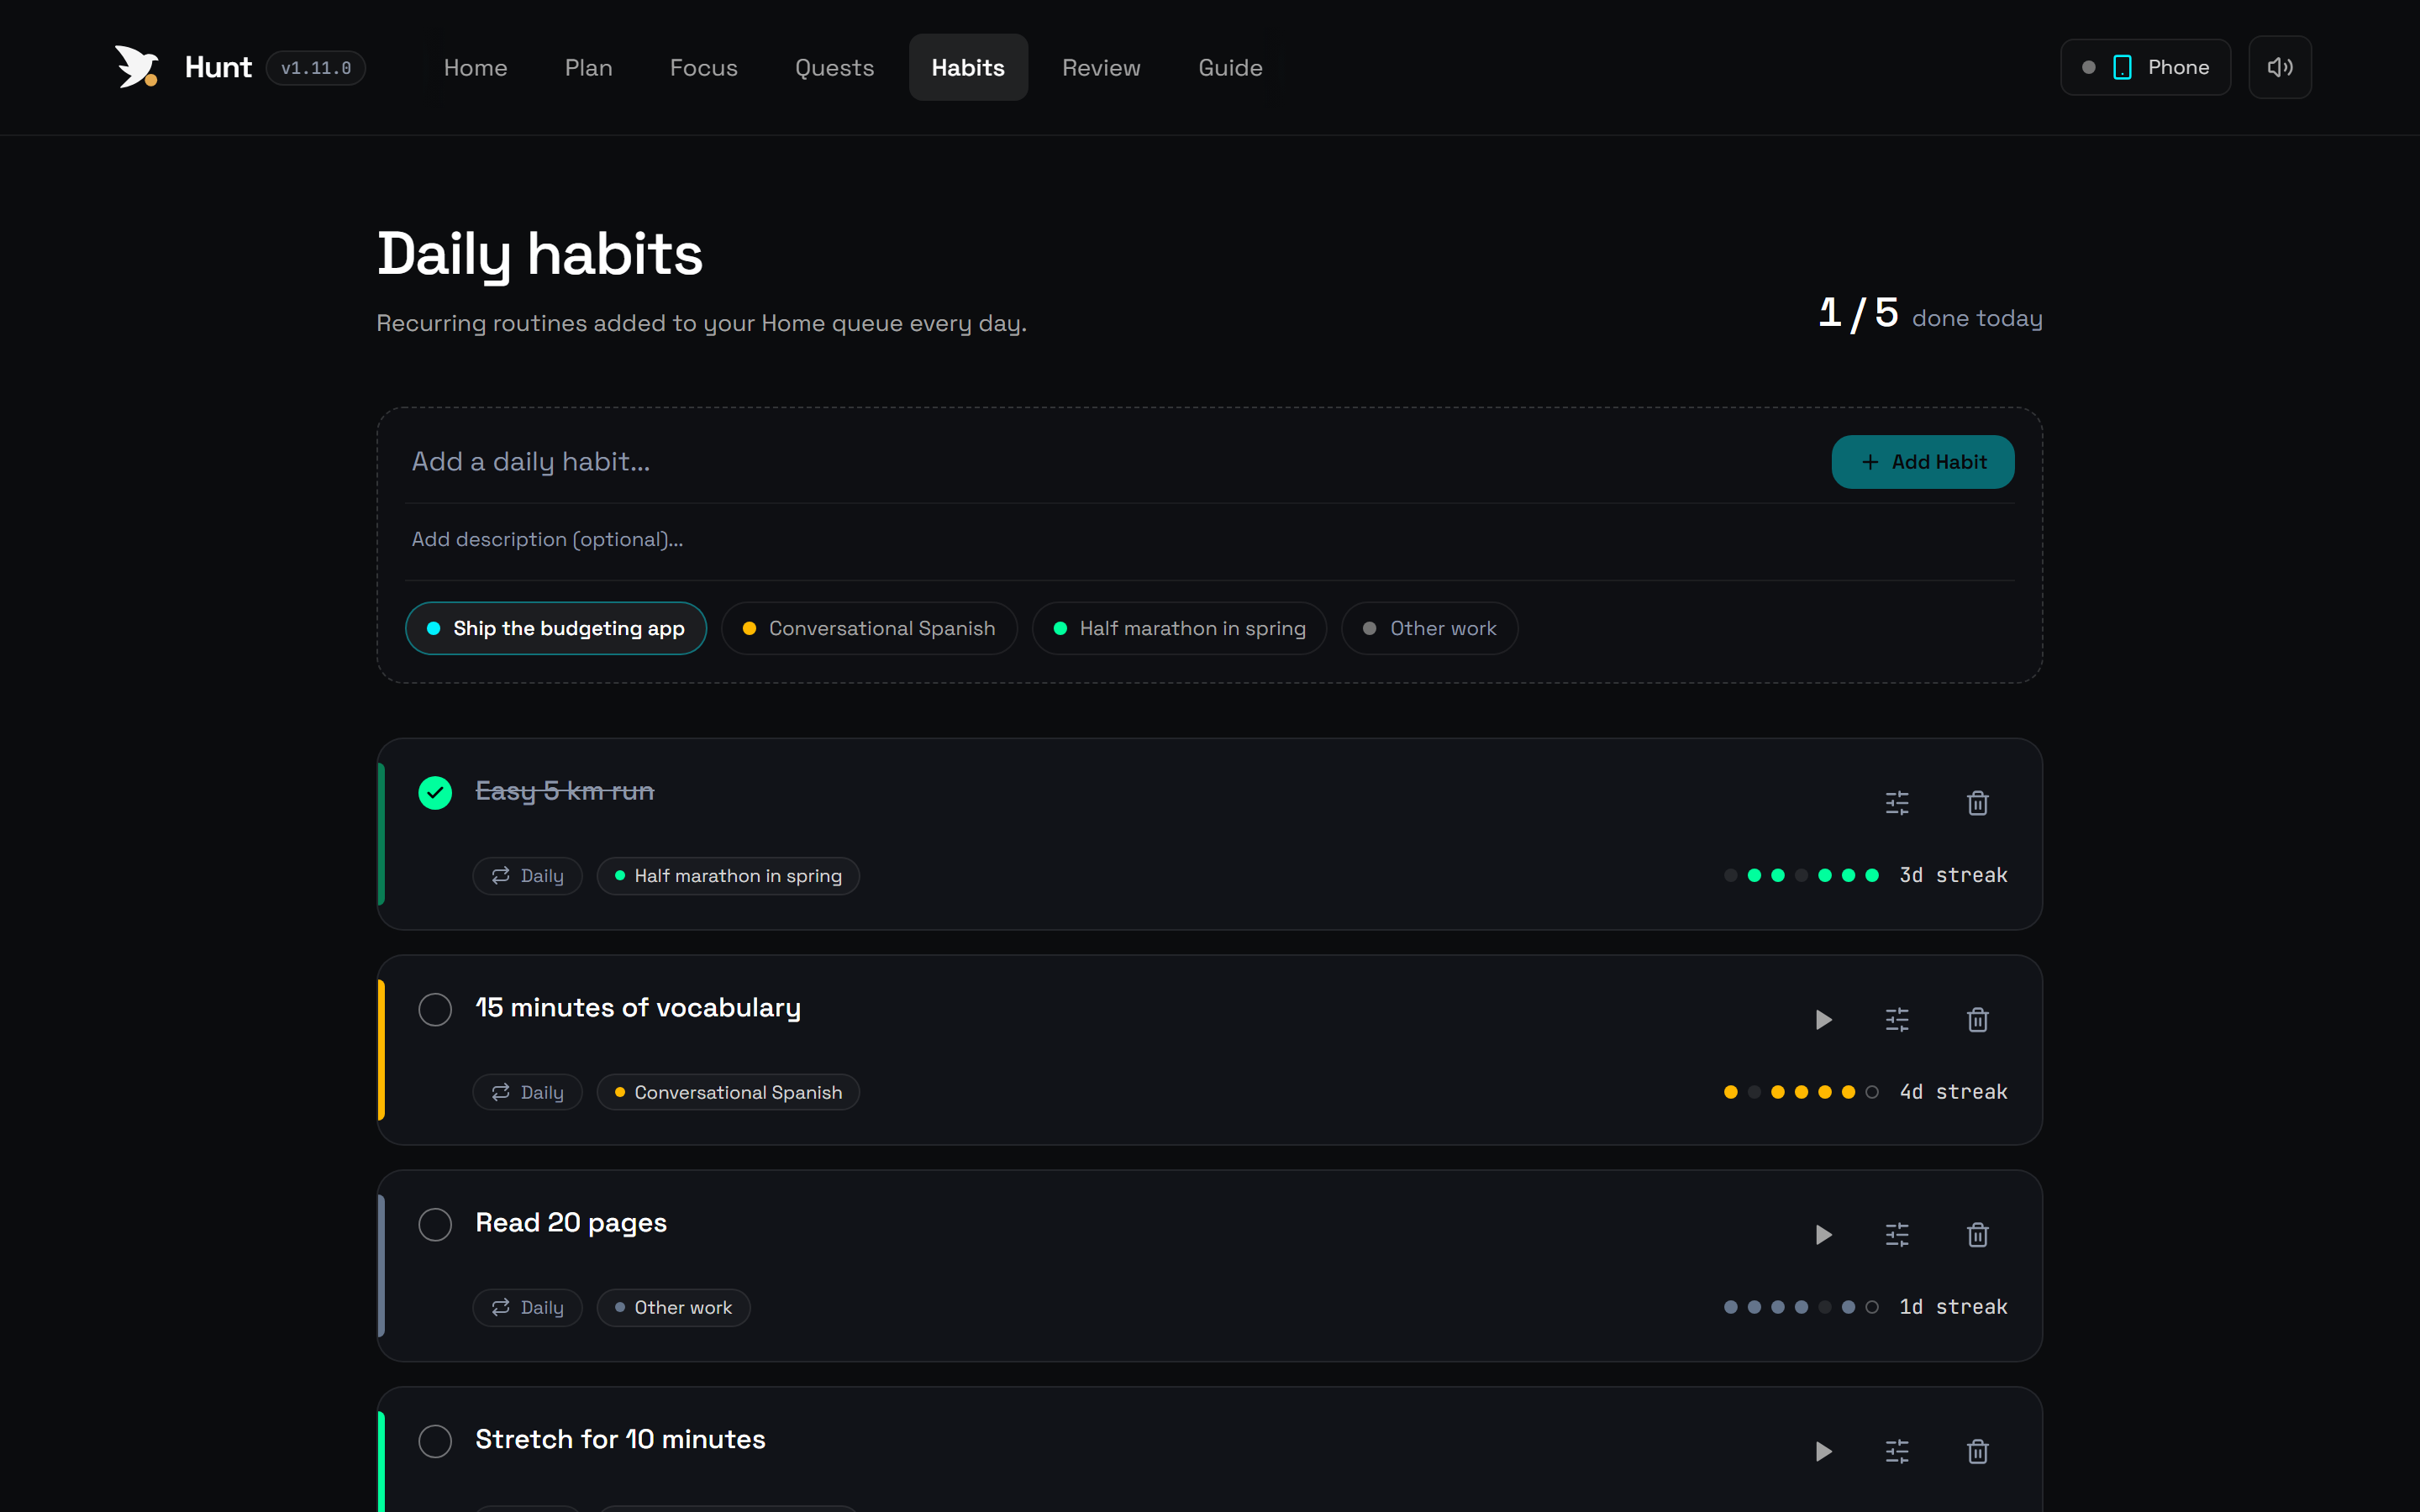 Hunt v1.11.0 Home Plan Focus Quests Habits Review Guide Phone
Daily habits
Recurring routines added to your Home queue every day.
1/5 done today
Add a daily habit...
+ Add Habit
Add description (optional)...
Ship the budgeting app Conversational Spanish Half marathon in spring Other work
Easy 5 km run
Daily Half marathon in spring 3d streak
15 minutes of vocabulary
Daily Conversational Spanish 4d streak
Read 20 pages
Daily Other work 1d streak
Stretch for 10 minutes